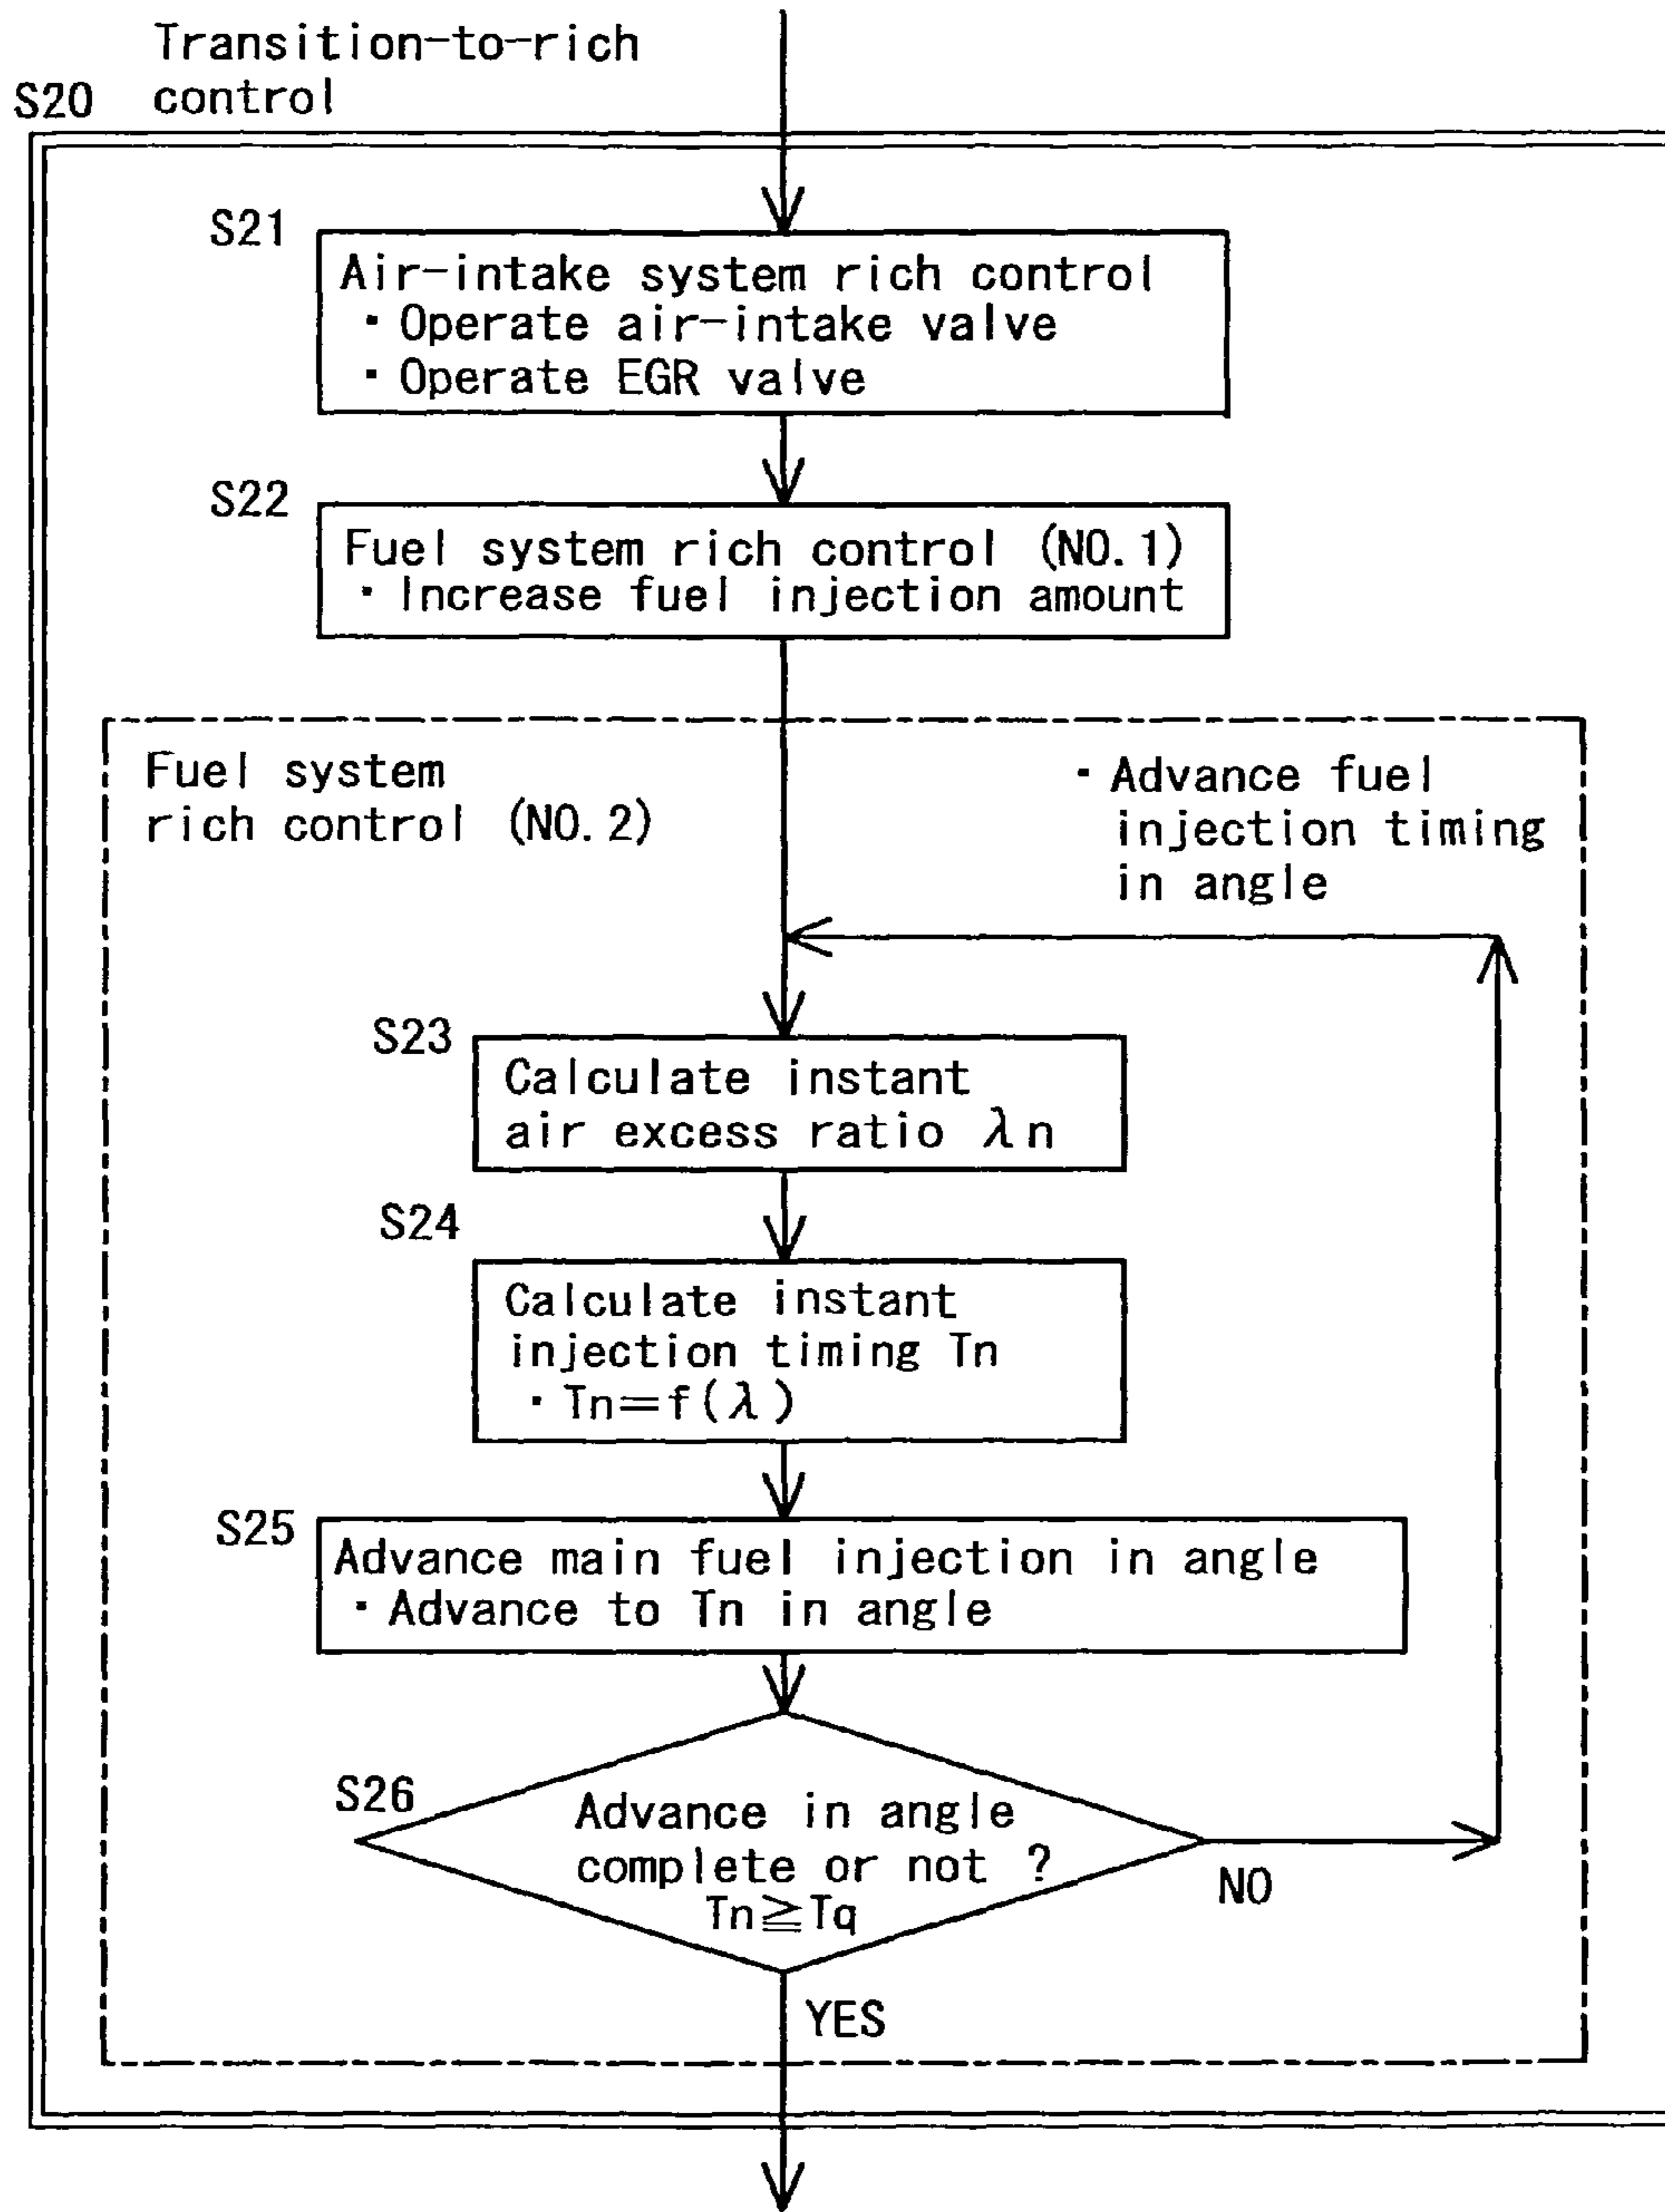 Transition-to-rich
S20 control
S21
Air-intake system rich control
・Operate air-intake valve
・Operate EGR valve
S22
Fuel system rich control (NO.1)
・Increase fuel injection amount
Fuel system
rich control (NO.2)
・Advance fuel
injection timing
in angle
S23
Calculate instant
air excess ratio λn
S24
Calculate instant
injection timing Tn
・Tn=f(λ)
S25
Advance main fuel injection in angle
・Advance to Tn in angle
S26
Advance in angle
complete or not ?
Tn≧Tq
NO
YES